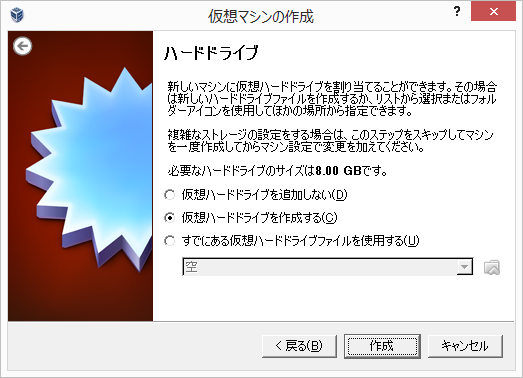 仮想マシンの作成
ハードドライブ
新しいマシンに仮想ハードドライブを割り当てることができます。その場合
は新しいハードドライブファイルを作成するか、リストから選択またはフォル
ダーアイコンを使用してほかの場所から指定できます。
複雑なストレージの設定をする場合は、このステップをスキップしてマシン
を一度作成してからマシン設定で変更を加えてください。
必要なハードドライブのサイズは8.00 GBです。
仮想ハードドライブを追加しない(D)
仮想ハードドライブを作成する(C)
すでにある仮想ハードドライブファイルを使用する(U)
空
< 戻る(B)
作成
キャンセル